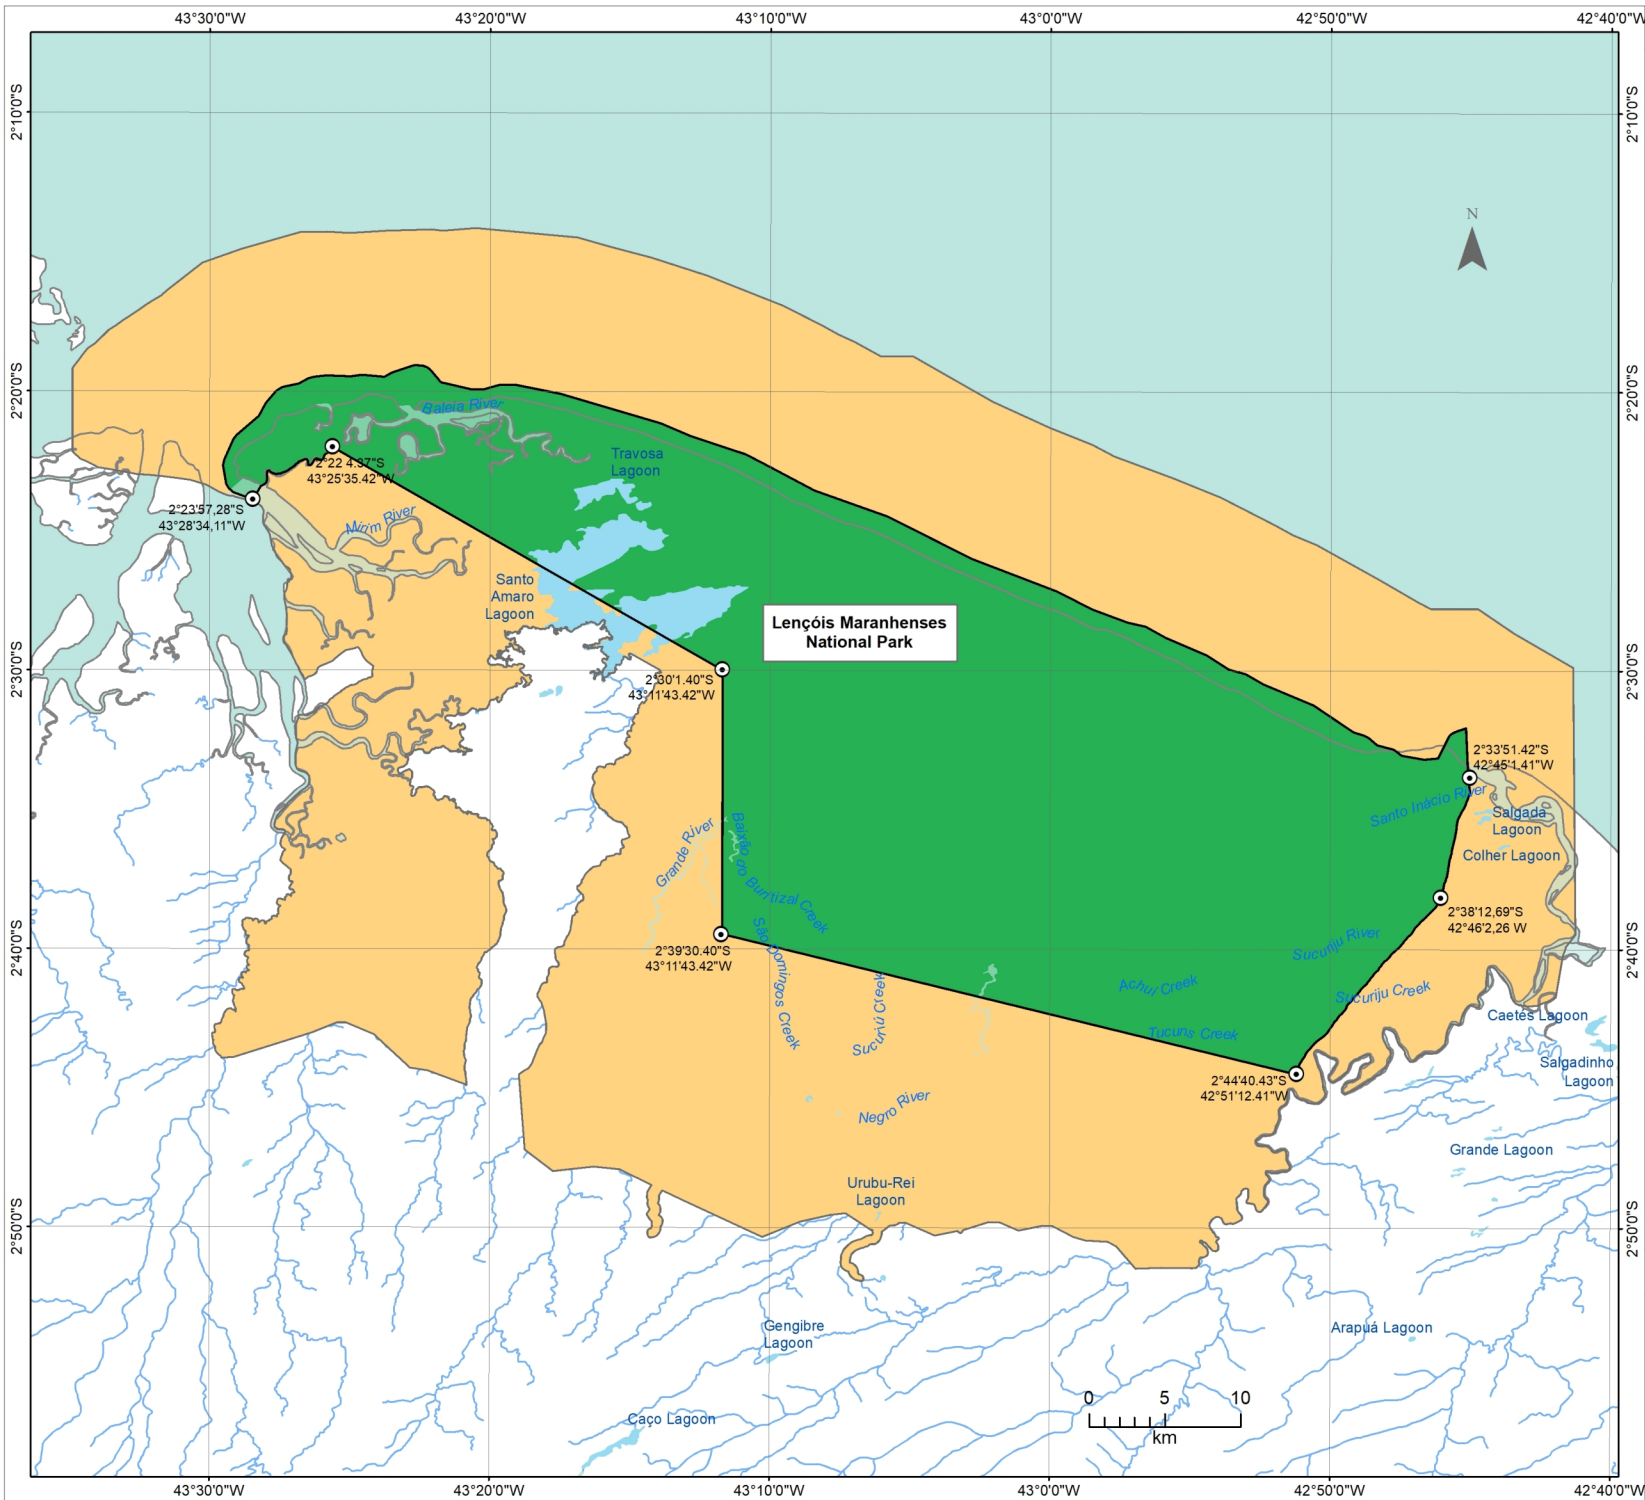 43°30'0"W 43°20'0"W 43°10'0"W 43°0'0"W 42°50'0"W 42°40'0"W
2°10'0"S 2°10'0"S
N
2°20'0"S 2°20'0"S
Baleia River
Travosa
Lagoon
2°22 4.37"S
43°25'35.42"W
2°23'57,28"S
43°28'34,11"W
Mirim River
Santo
Amaro
Lagoon
Lençóis Maranhenses
National Park
2°30'0"S 2°30'0"S
2°30'1.40"S
43°11'43.42"W
2°33'51.42"S
42°45'1.41"W
Santo Inácio River
Salgada
Lagoon
Colher Lagoon
Grande River
Baixão do Buritizal Creek
2°38'12,69"S
42°46'2,26 W
São Domingos Creek
Sucuriju River
2°39'30.40"S
43°11'43.42"W
2°40'0"S 2°40'0"S
Achuí Creek
Sucuriju Creek
Sucuriú Creek
Caetés Lagoon
Tucuns Creek
Salgadinho
Lagoon
2°44'40.43"S
42°51'12.41"W
Negro River
Grande Lagoon
Urubu-Rei
Lagoon
2°50'0"S 2°50'0"S
Gengibre
Lagoon
Arapuá Lagoon
Caço Lagoon
0 5 10
km
43°30'0"W 43°20'0"W 43°10'0"W 43°0'0"W 42°50'0"W 42°40'0"W